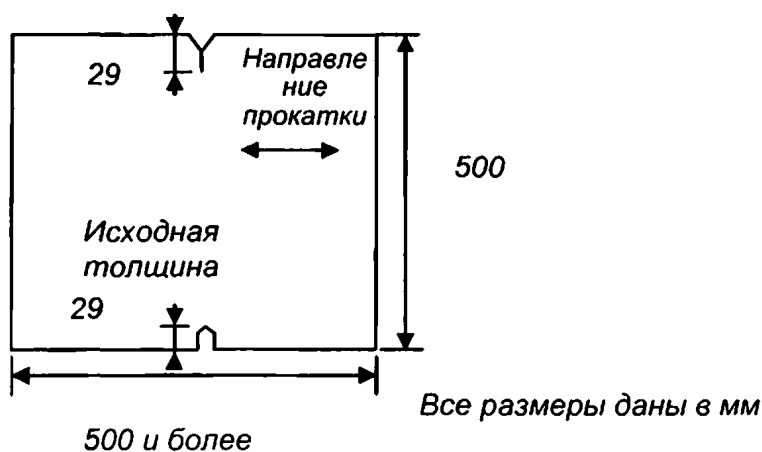 29
Направле
ние
прокатки
500
Исходная
толщина
29
Все размеры даны в мм
500 и более